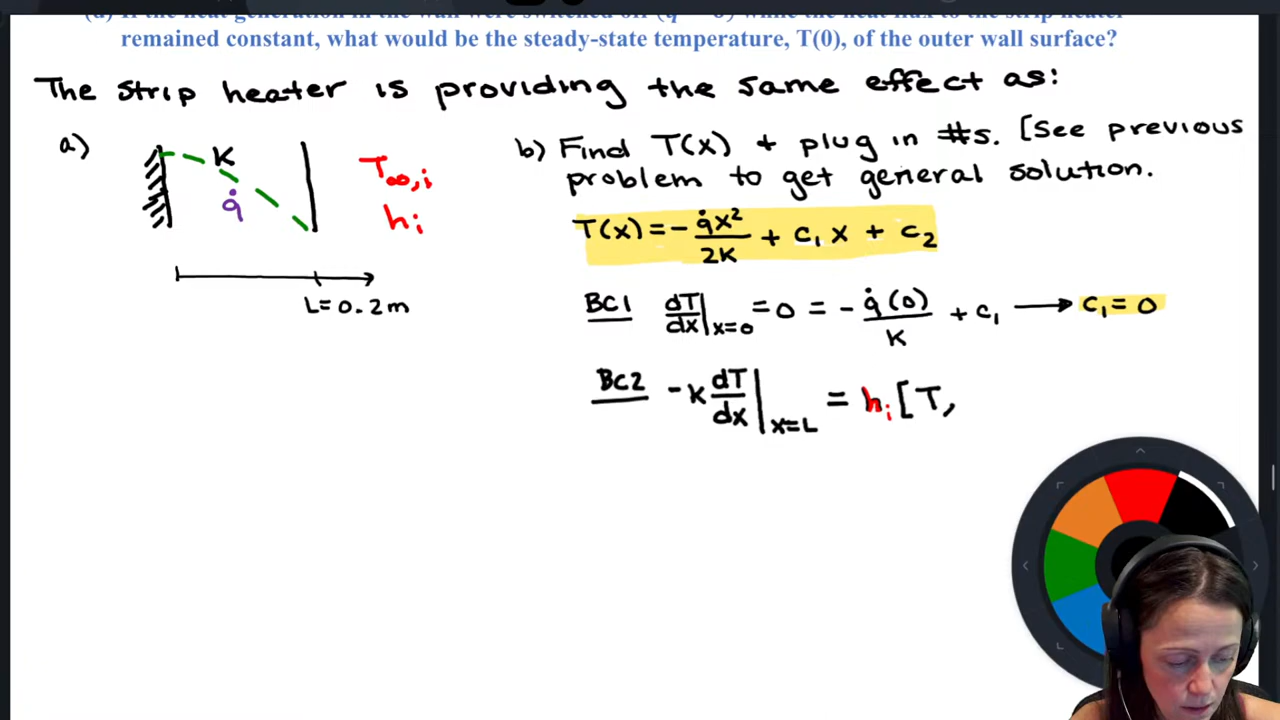 remained constant, what would be the steady-state temperature, T(0), of the outer wall surface?
The strip heater is providing the same effect as:
a)
K
q̇
T∞,i
hi
L=0.2m
b) Find T(x) + plug in #s. [See previous
problem to get general solution.
T(x) = - q̇x²/2K + c₁x + c₂
BC1 dT/dx|x=0 = 0 = - q̇(0)/K + c₁ → c₁ = 0
BC2 -K dT/dx|x=L = hi [T,